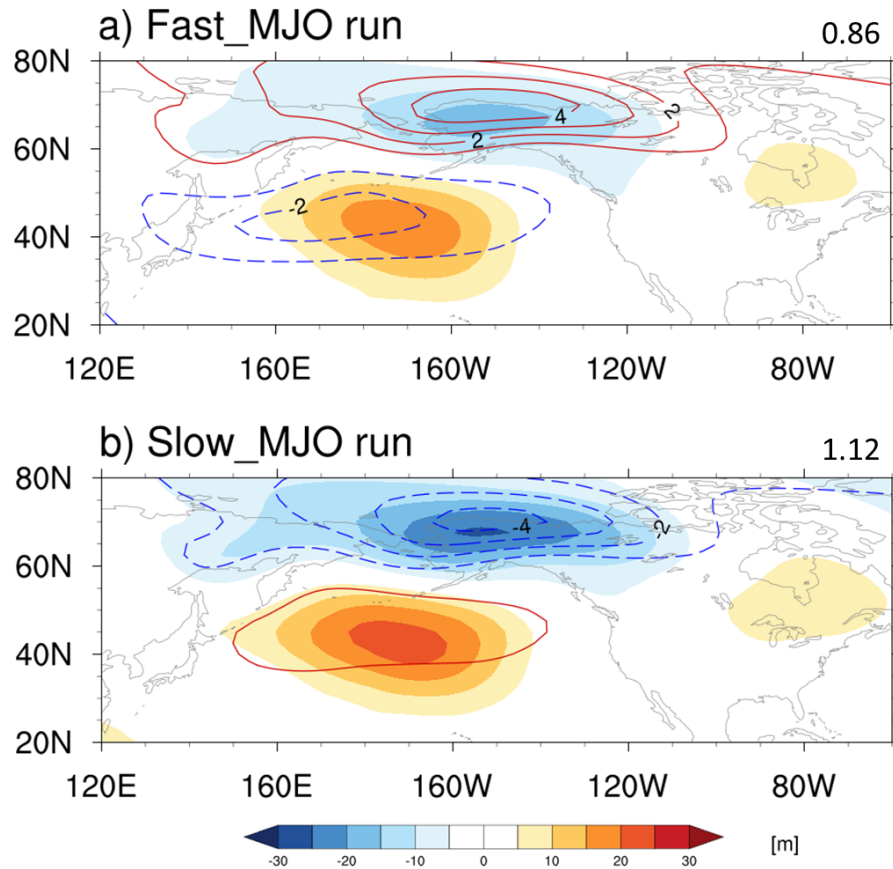 a) Fast_MJO run 0.86
80N
60N
40N
20N
2
4
2
-2
120E 160E 160W 120W 80W
b) Slow_MJO run 1.12
80N
60N
40N
20N
-4
-2
120E 160E 160W 120W 80W
-30 -20 -10 0 10 20 30 [m]